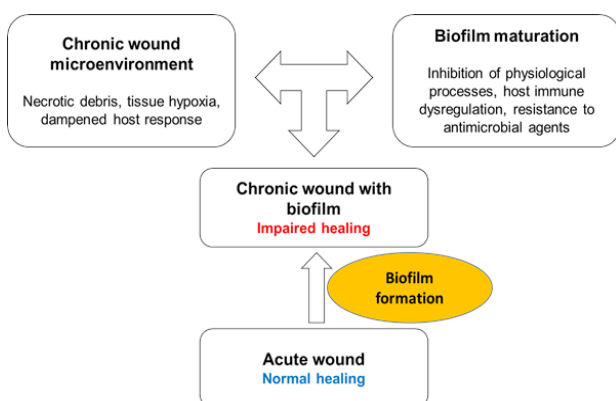 Chronic wound
microenvironment
Necrotic debris, tissue hypoxia,
dampened host response
Biofilm maturation
Inhibition of physiological
processes, host immune
dysregulation, resistance to
antimicrobial agents
Chronic wound with
biofilm
Impaired healing
Biofilm
formation
Acute wound
Normal healing